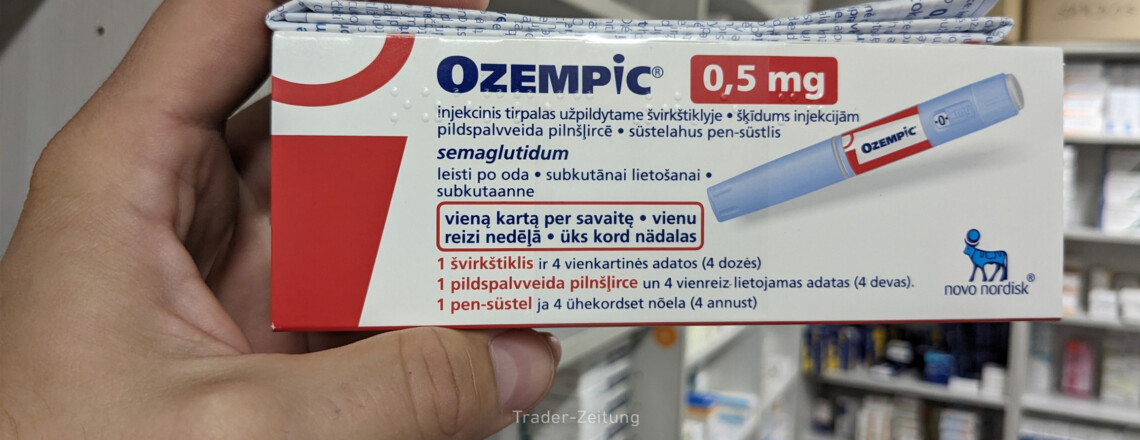 OZEMPIC® 0,5 mg
injekcinis tirpalas užpildytame švirkštiklyje • šķīdums injekcijām
pildspalvveida pilnšļircē • süstelahus pen-süstlis
semaglutidum
leisti po oda • subkutānai lietošanai •
subkutaanne
vieną kartą per savaitę • vienu
reizi nedēļā • üks kord nädalas
1 švirkštiklis ir 4 vienkartinės adatos (4 dozės)
1 pildspalvveida pilnšļirce un 4 vienreiz lietojamas adatas (4 devas).
1 pen-süstel ja 4 ühekordset nõela (4 annust)
OZEMPIC®
-0-
novo nordisk®
Trader-Zeitung